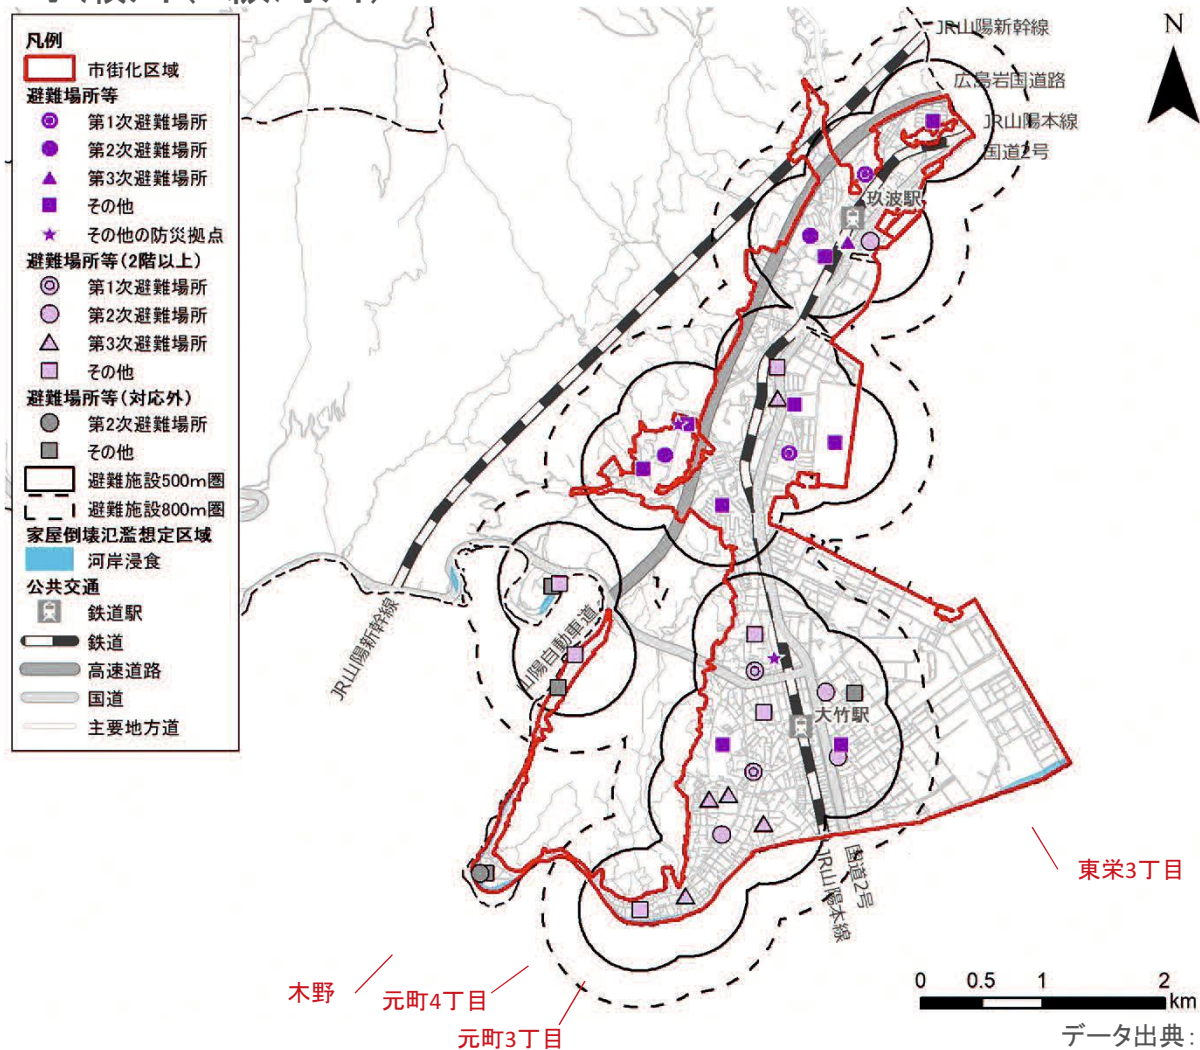 凡例
市街化区域
避難場所等
第1次避難場所
第2次避難場所
第3次避難場所
その他
その他の防災拠点
避難場所等(2階以上)
第1次避難場所
第2次避難場所
第3次避難場所
その他
避難場所等(対応外)
第2次避難場所
その他
避難施設500m圏
避難施設800m圏
家屋倒壊氾濫想定区域
河岸浸食
公共交通
鉄道駅
鉄道
高速道路
国道
主要地方道
N
JR山陽新幹線
広島岩国道路
JR山陽本線
国道2号
玖波駅
JR山陽新幹線
山陽自動車道
大竹駅
国道2号
JR山陽本線
東栄3丁目
木野
元町4丁目
元町3丁目
0 0.5 1 2
km
データ出典: